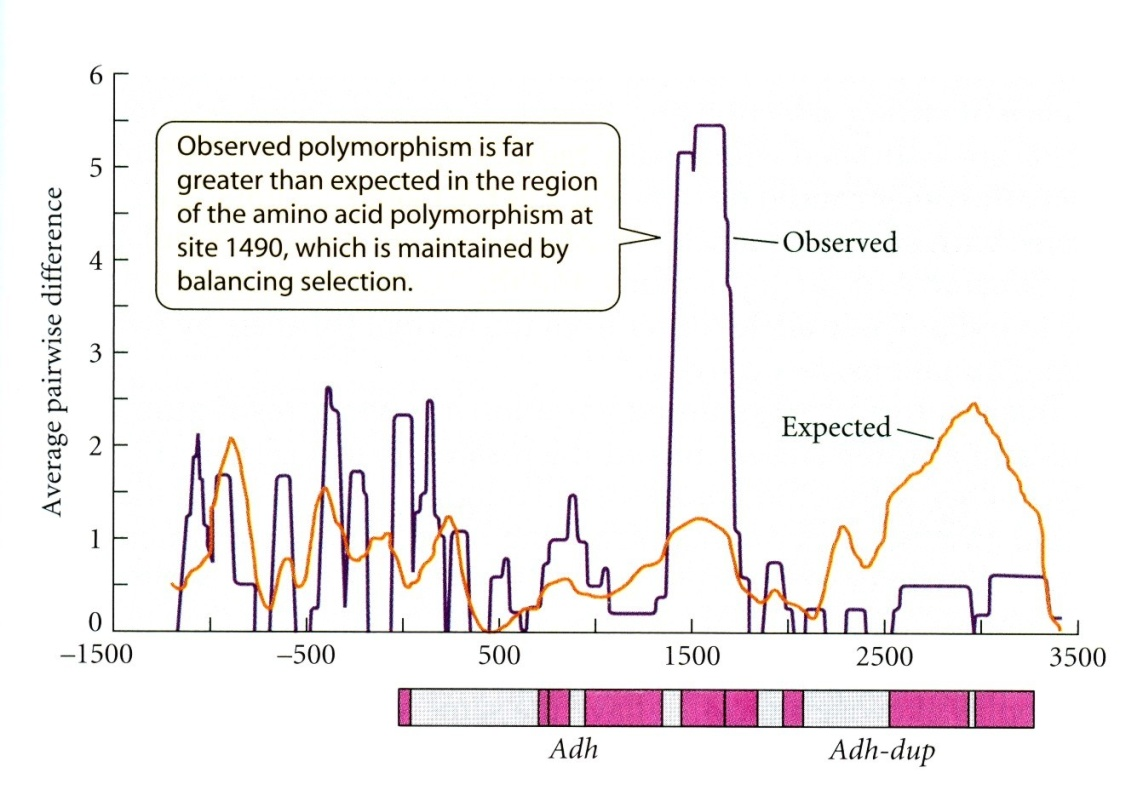 6
Observed polymorphism is far
greater than expected in the region
of the amino acid polymorphism at
site 1490, which is maintained by
balancing selection.
5
4
3
2
1
0
Average pairwise difference
Observed
Expected
–1500
–500
500
1500
2500
3500
Adh
Adh-dup